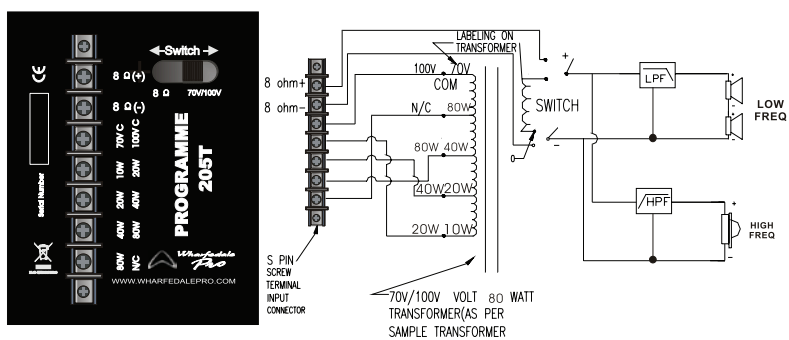 Switch
8 Ω
70V/100V
8 Ω (+)
8 Ω (-)
70V C 100V C
10W 20W
20W 40W
40W 80W
80W N/C
Serial Number
CE
PROGRAMME
205T
Wharfedale
Pro
WWW.WHARFEDALEPRO.COM
8 ohm+
8 ohm-
LABELING ON
TRANSFORMER
100V 70V
COM
N/C 80W
80W 40W
40W 20W
20W 10W
SWITCH
+
-
S PIN
SCREW
TERMINAL
INPUT
CONNECTOR
70V/100V VOLT 80 WATT
TRANSFORMER(AS PER
SAMPLE TRANSFORMER
LPF
+
-
+
-
LOW
FREQ
HPF
+
-
HIGH
FREQ